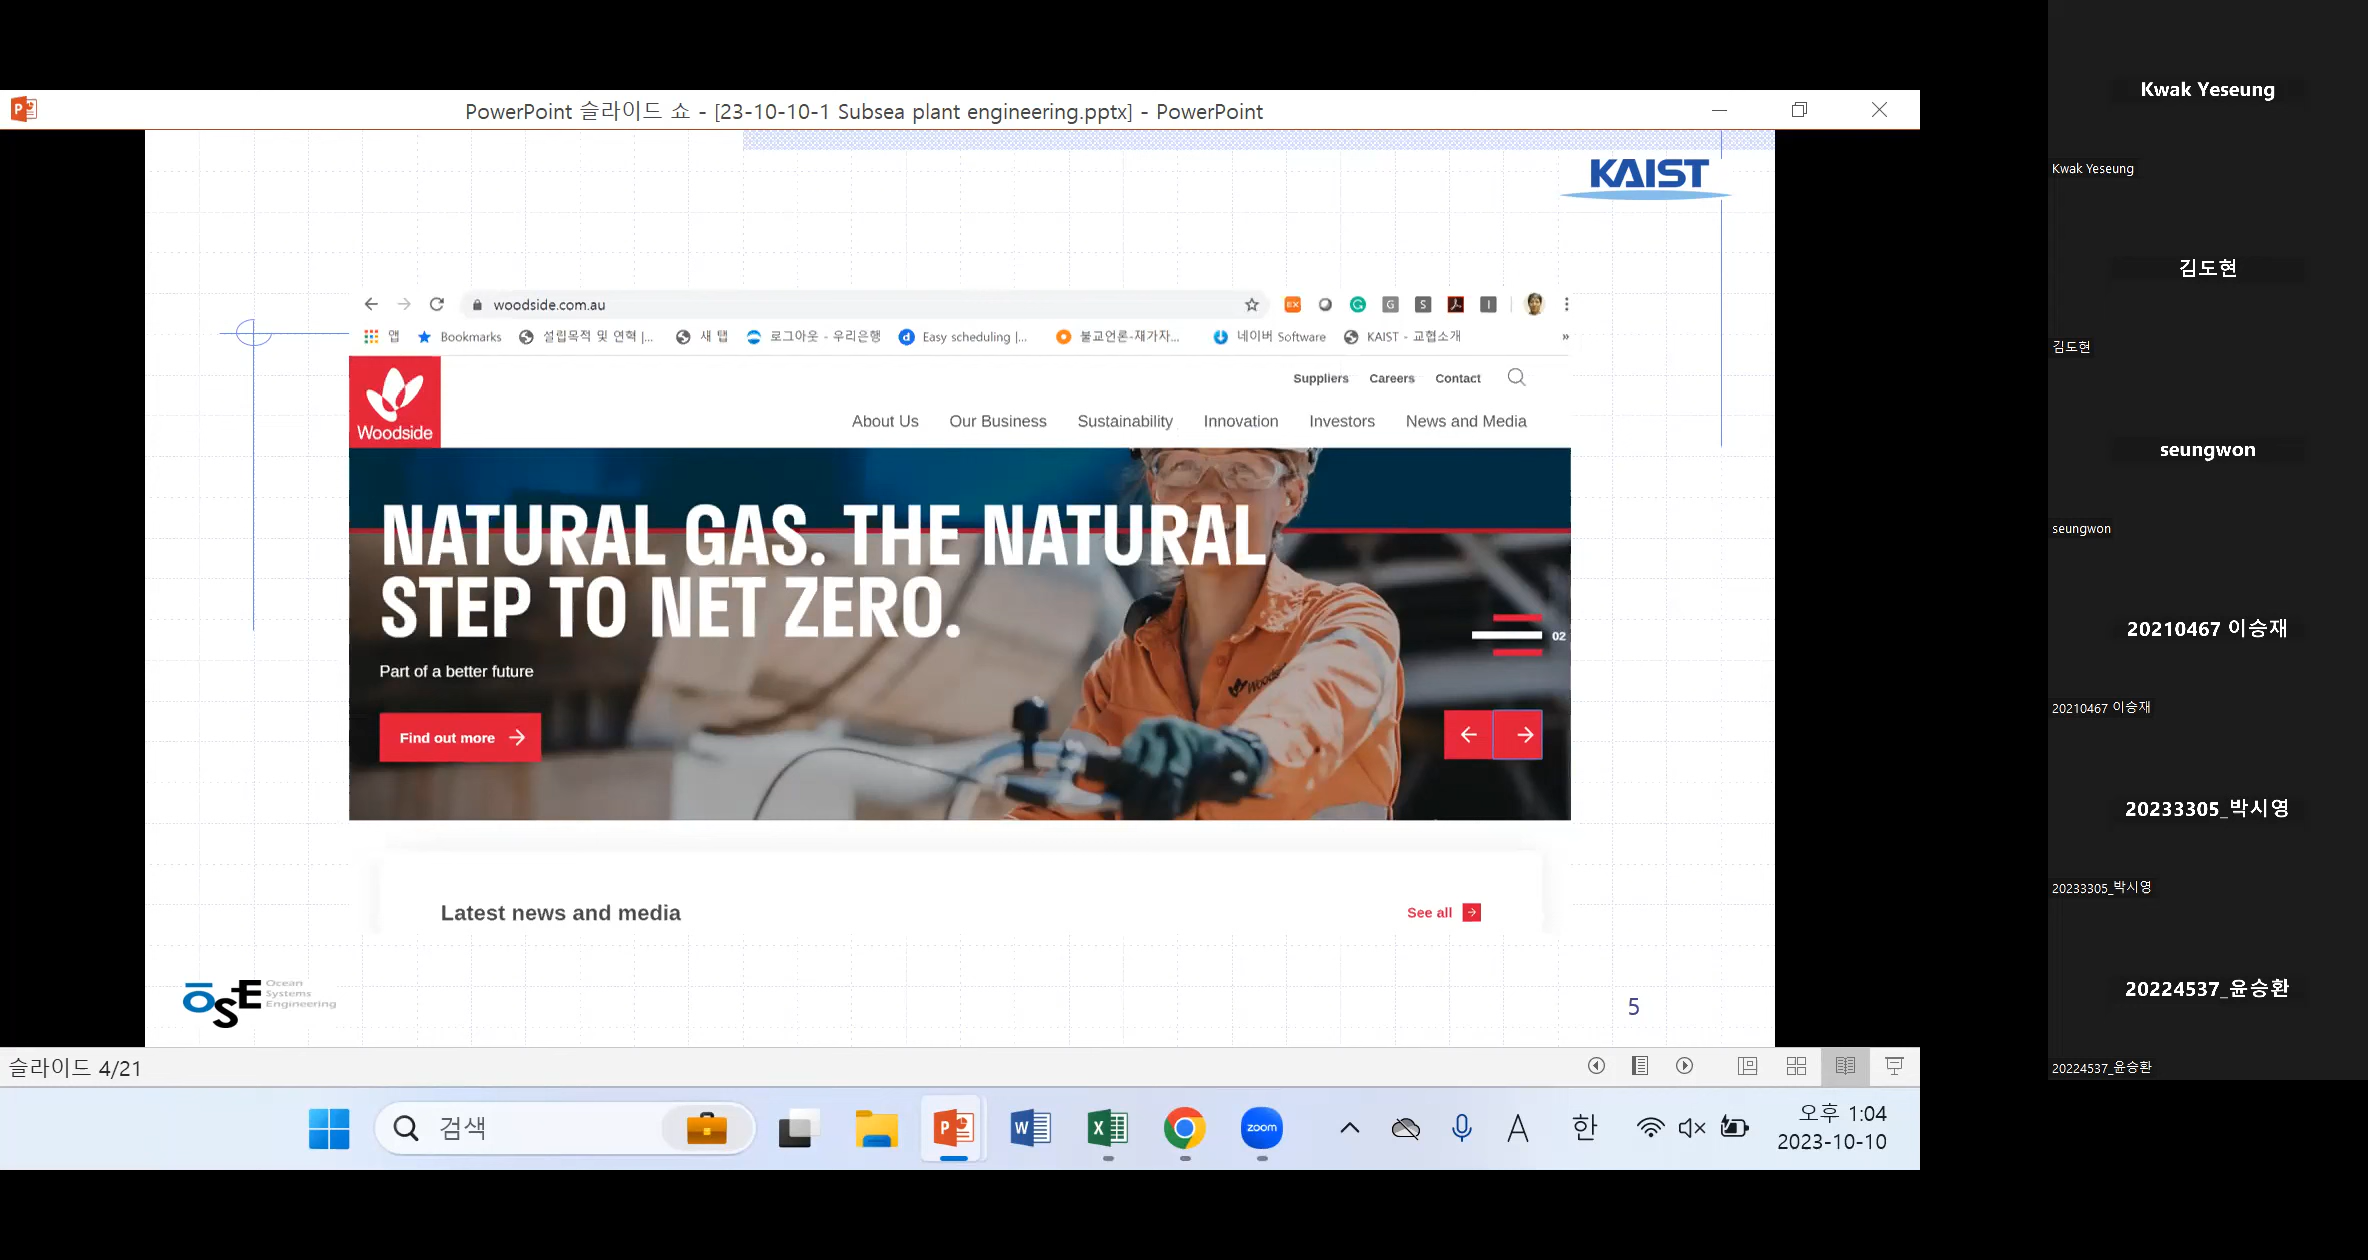 PowerPoint 슬라이드 쇼 - [23-10-10-1 Subsea plant engineering.pptx] - PowerPoint
KAIST
woodside.com.au
앱 Bookmarks 설립목적 및 연혁 |... 새 탭 로그아웃 - 우리은행 Easy scheduling |... 불교언론-재가자... 네이버 Software KAIST - 교협소개 »
Suppliers Careers Contact
Woodside
About Us Our Business Sustainability Innovation Investors News and Media
NATURAL GAS. THE NATURAL
STEP TO NET ZERO.
02
Part of a better future
Find out more
Latest news and media
See all
OSE Ocean
Systems
Engineering
5
슬라이드 4/21
검색
zoom
A
한
오후 1:04
2023-10-10
Kwak Yeseung
Kwak Yeseung
김도현
김도현
seungwon
seungwon
20210467 이승재
20210467 이승재
20233305_박시영
20233305_박시영
20224537_윤승환
20224537_윤승환